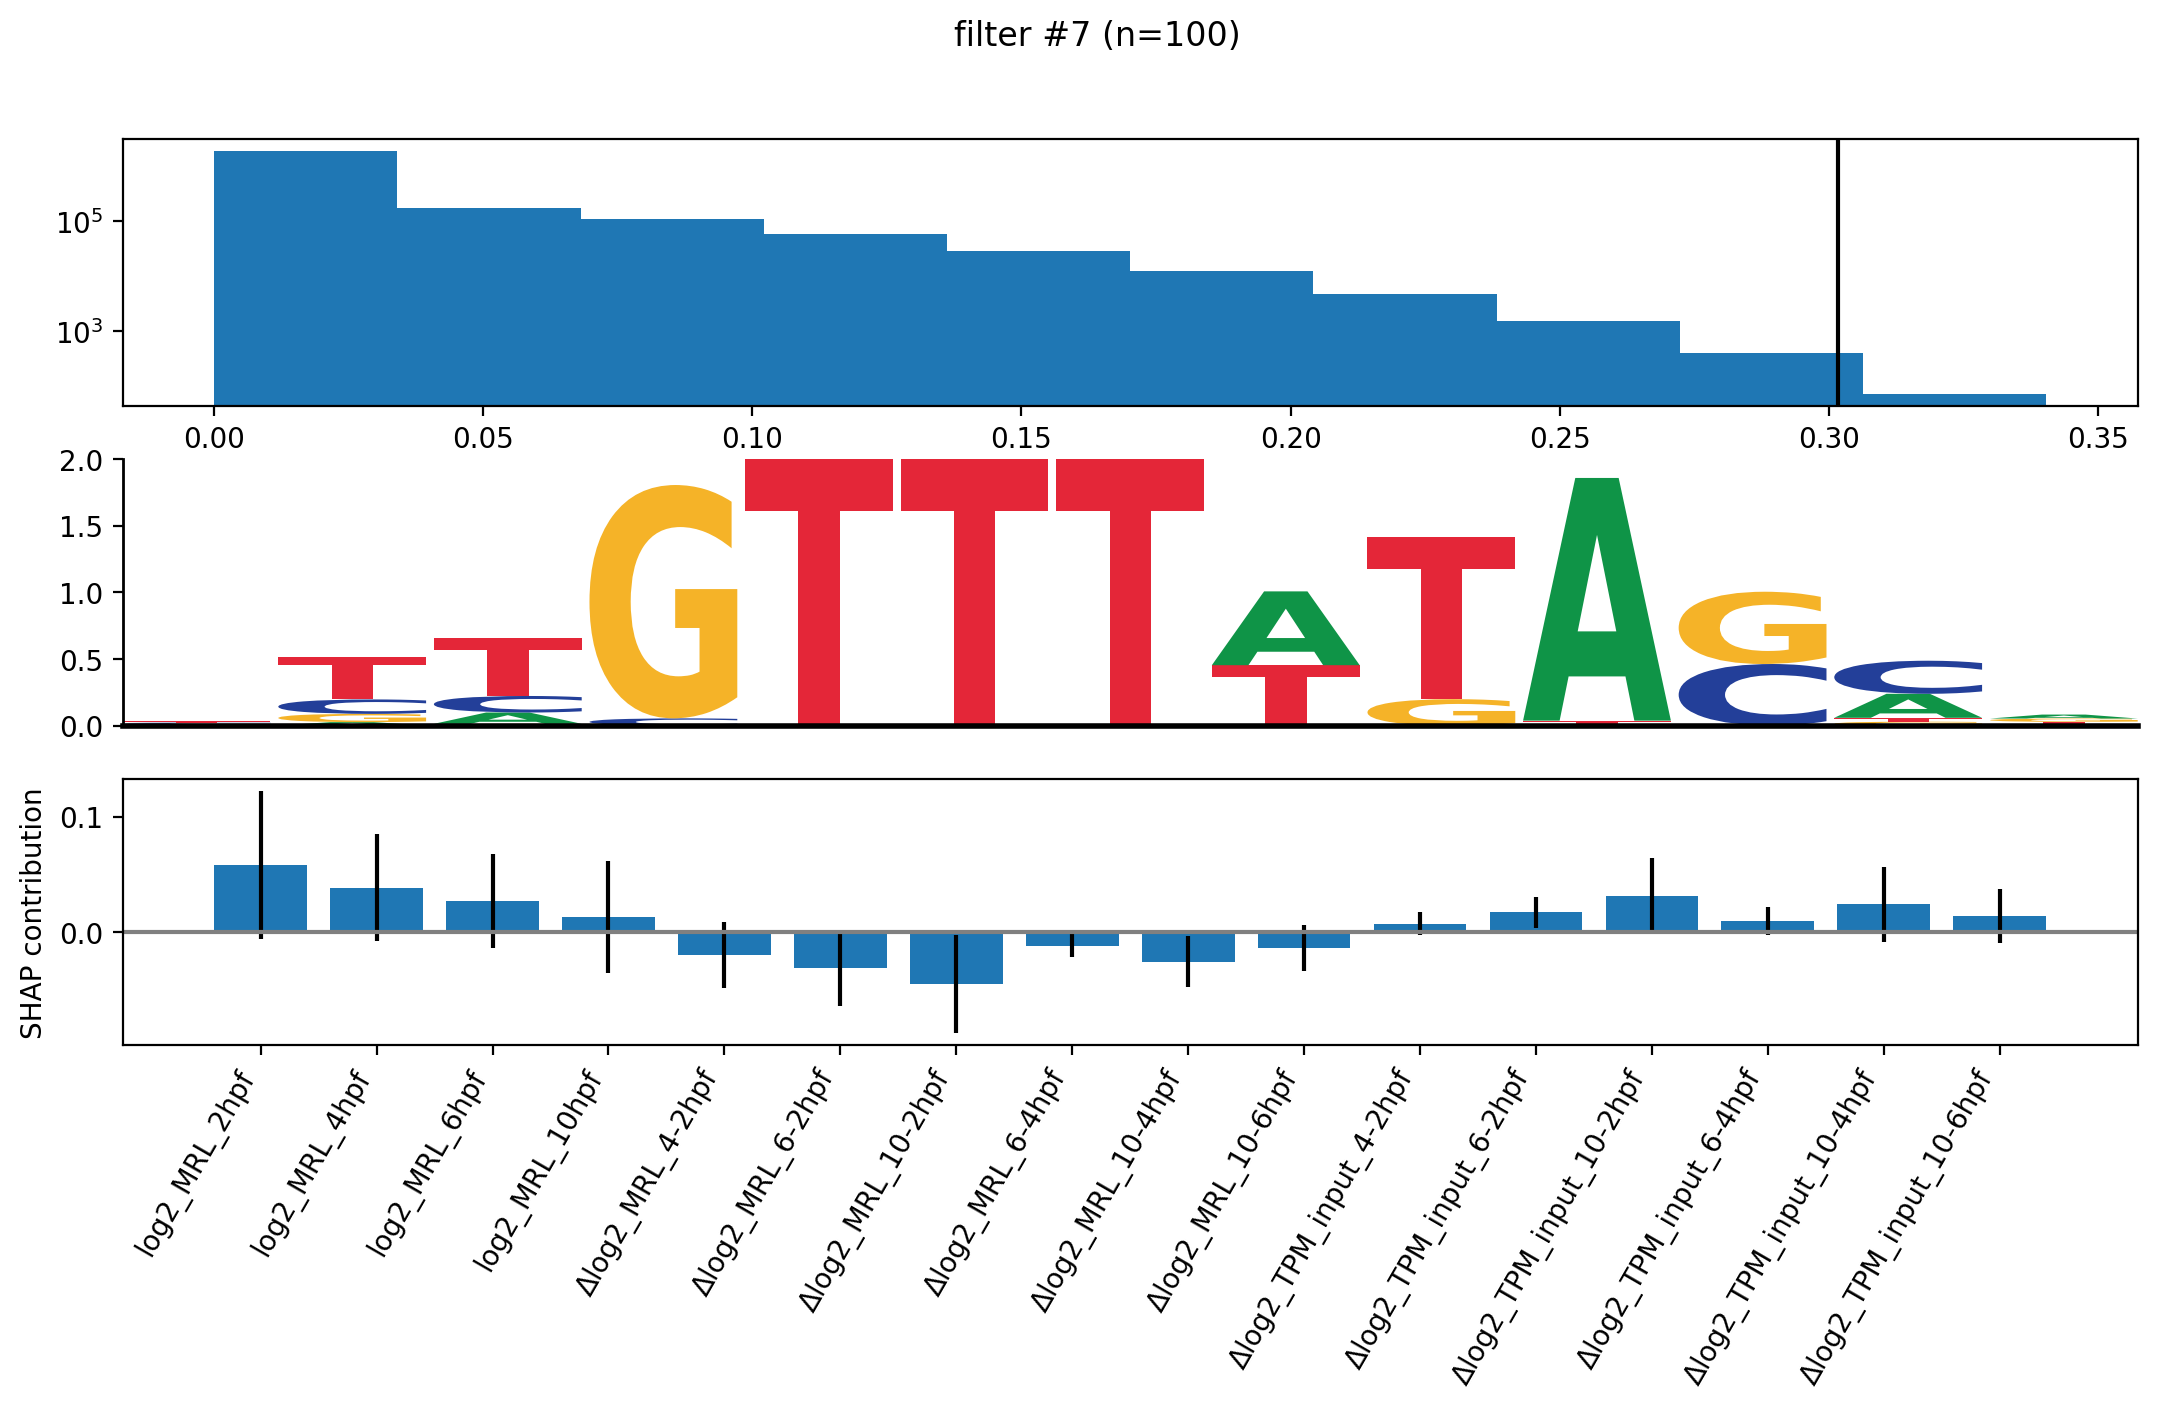 filter #7 (n=100)
10^5
10^3
0.00 0.05 0.10 0.15 0.20 0.25 0.30 0.35
2.0
1.5
1.0
0.5
0.0
T C G
T C A
G
T
T
T
A T
T G
A
G C
C A
SHAP contribution
0.1
0.0
log2_MRL_2hpf
log2_MRL_4hpf
log2_MRL_6hpf
log2_MRL_10hpf
Δlog2_MRL_4-2hpf
Δlog2_MRL_6-2hpf
Δlog2_MRL_10-2hpf
Δlog2_MRL_6-4hpf
Δlog2_MRL_10-4hpf
Δlog2_MRL_10-6hpf
Δlog2_TPM_input_4-2hpf
Δlog2_TPM_input_6-2hpf
Δlog2_TPM_input_10-2hpf
Δlog2_TPM_input_6-4hpf
Δlog2_TPM_input_10-4hpf
Δlog2_TPM_input_10-6hpf